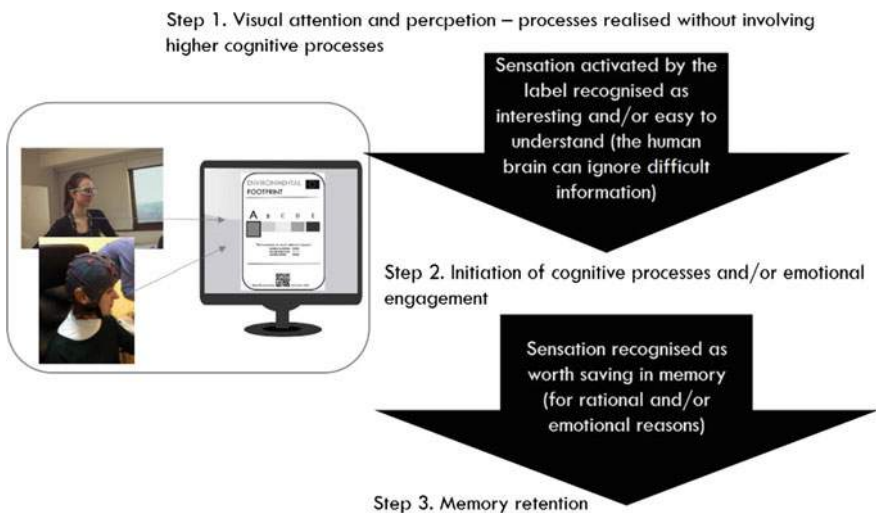 Step 1. Visual attention and percpetion – processes realised without involving
higher cognitive processes
Sensation activated by the
label recognised as
interesting and/or easy to
understand (the human
brain can ignore difficult
information)
ENVIRONMENTAL
FOOTPRINT
A B C D E
Step 2. Initiation of cognitive processes and/or emotional
engagement
Sensation recognised as
worth saving in memory
(for rational and/or
emotional reasons)
Step 3. Memory retention